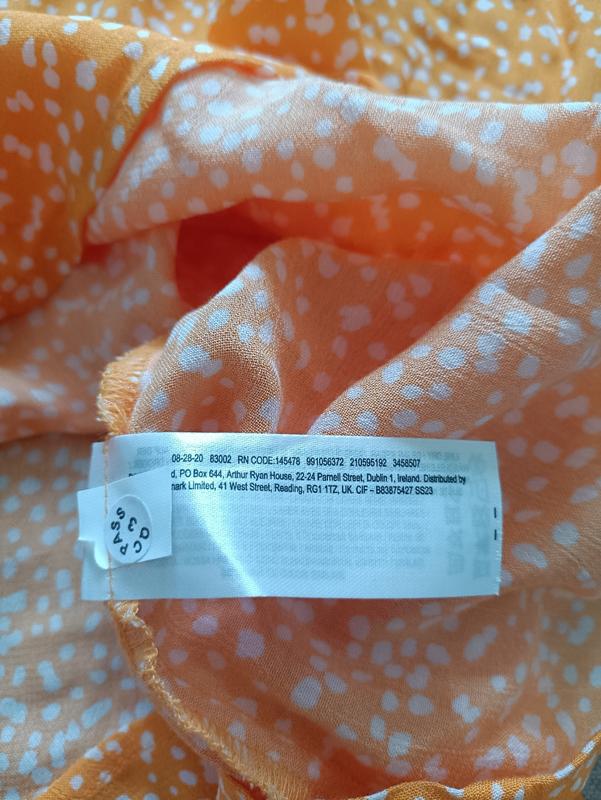 08-28-20 83002 RN CODE:145478 991056372 210595192 3458507
d, PO Box 644, Arthur Ryan House, 22-24 Parnell Street, Dublin 1, Ireland. Distributed by
mark Limited, 41 West Street, Reading, RG1 1TZ, UK. CIF – B83875427 SS23
PASS
QC 3